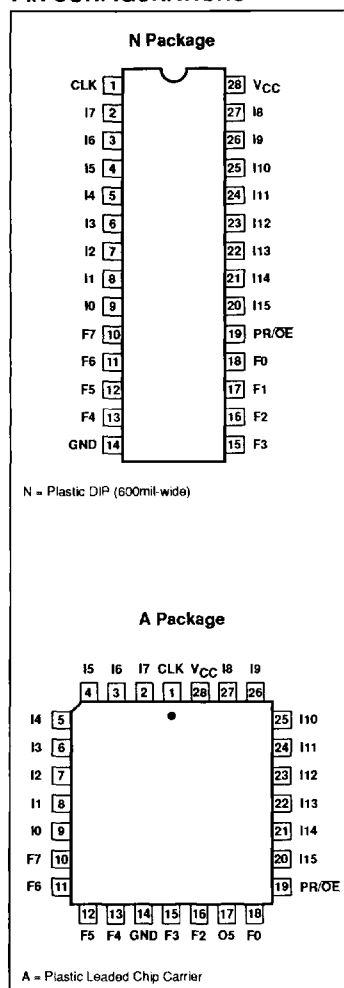 N Package
CLK 1 28 VCC
I7 2 27 I8
I6 3 26 I9
I5 4 25 I10
I4 5 24 I11
I3 6 23 I12
I2 7 22 I13
I1 8 21 I14
I0 9 20 I15
F7 10 19 PR/OE
F6 11 18 F0
F5 12 17 F1
F4 13 16 F2
GND 14 15 F3
N = Plastic DIP (600mil-wide)
A Package
I5 I6 I7 CLK VCC I8 I9
4 3 2 1 28 27 26
I4 5 25 I10
I3 6 24 I11
I2 7 23 I12
I1 8 22 I13
I0 9 21 I14
F7 10 20 I15
F6 11 19 PR/OE
12 13 14 15 16 17 18
F5 F4 GND F3 F2 O5 F0
A = Plastic Leaded Chip Carrier